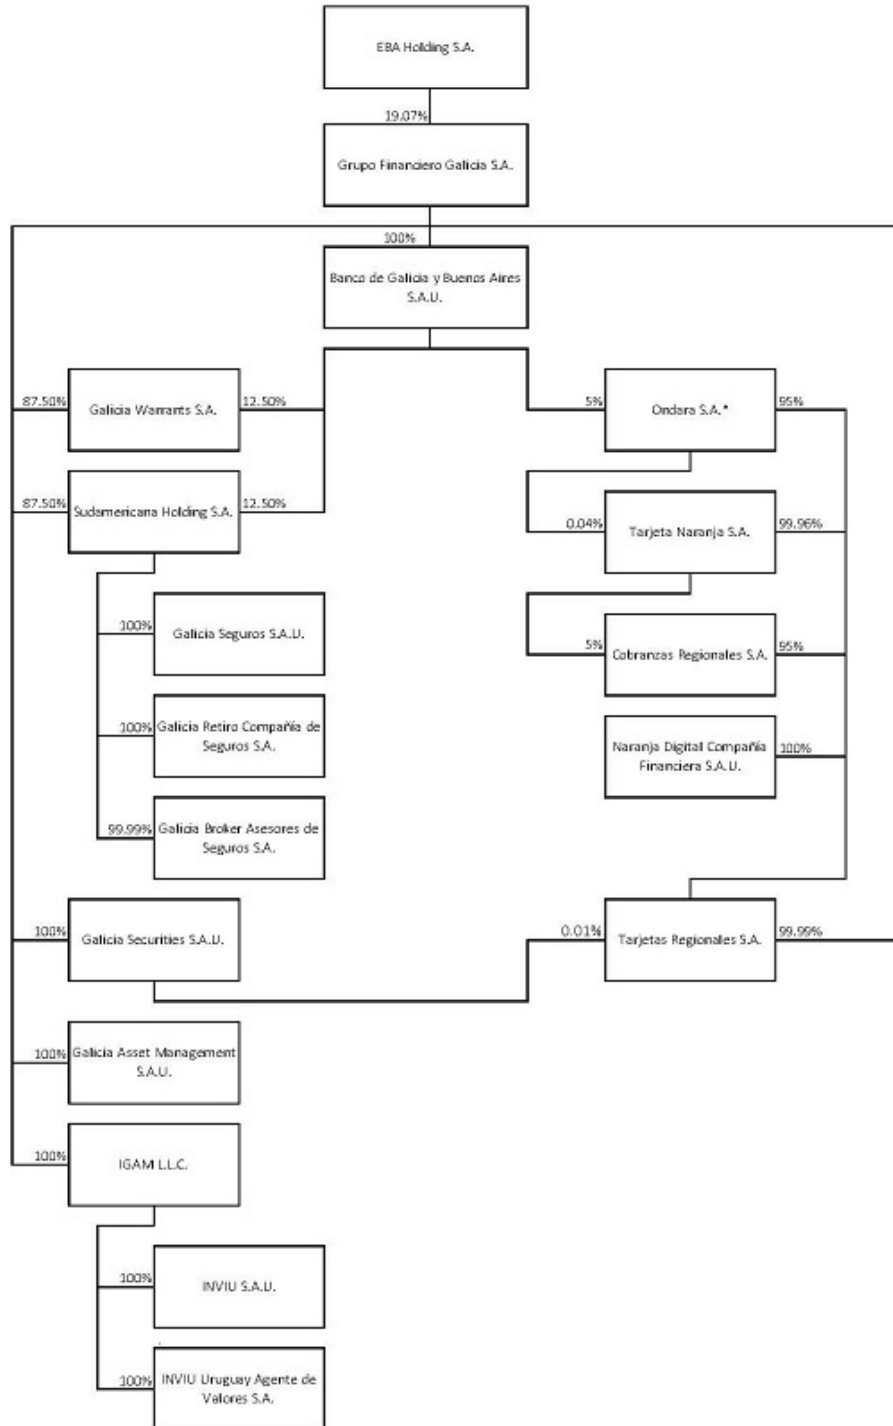 EBA Holding S.A.
19.07%
Grupo Financiero Galicia S.A.
100%
Banco de Galicia y Buenos Aires
S.A.U.
87.50%
Galicia Warrants S.A.
12.50%
5%
Ondara S.A.*
95%
87.50%
Sudamericana Holding S.A.
12.50%
0.04%
Tarjeta Naranja S.A.
99.96%
100%
Galicia Seguros S.A.U.
5%
Cobranzas Regionales S.A.
95%
100%
Galicia Retiro Compañía de
Seguros S.A.
Naranja Digital Compañía
Financiera S.A.U.
100%
99.99%
Galicia Broker Asesores de
Seguros S.A.
100%
Galicia Securities S.A.U.
0.01%
Tarjetas Regionales S.A.
99.99%
100%
Galicia Asset Management
S.A.U.
100%
IGAM L.L.C.
100%
INVIU S.A.U.
100%
INVIU Uruguay Agente de
Valores S.A.